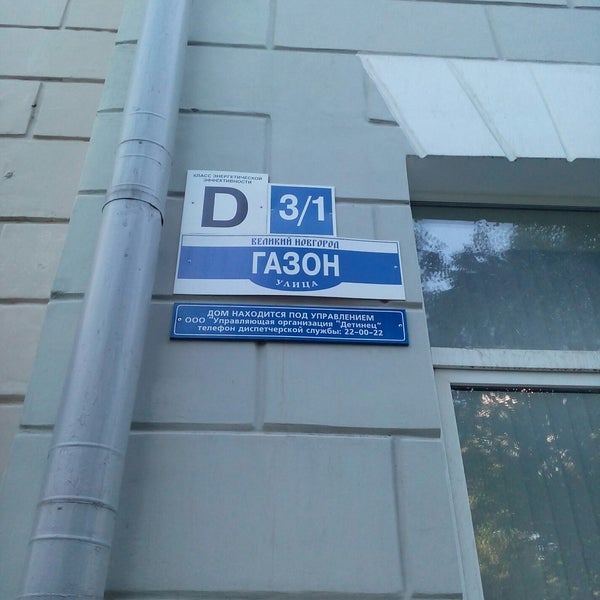 КЛАСС ЭНЕРГЕТИЧЕСКОЙ
ЭФФЕКТИВНОСТИ
D
3/1
ВЕЛИКИЙ НОВГОРОД
ГАЗОН
УЛИЦА
ДОМ НАХОДИТСЯ ПОД УПРАВЛЕНИЕМ
ООО "Управляющая организация "Детинец"
телефон диспетчерской службы: 22-00-22